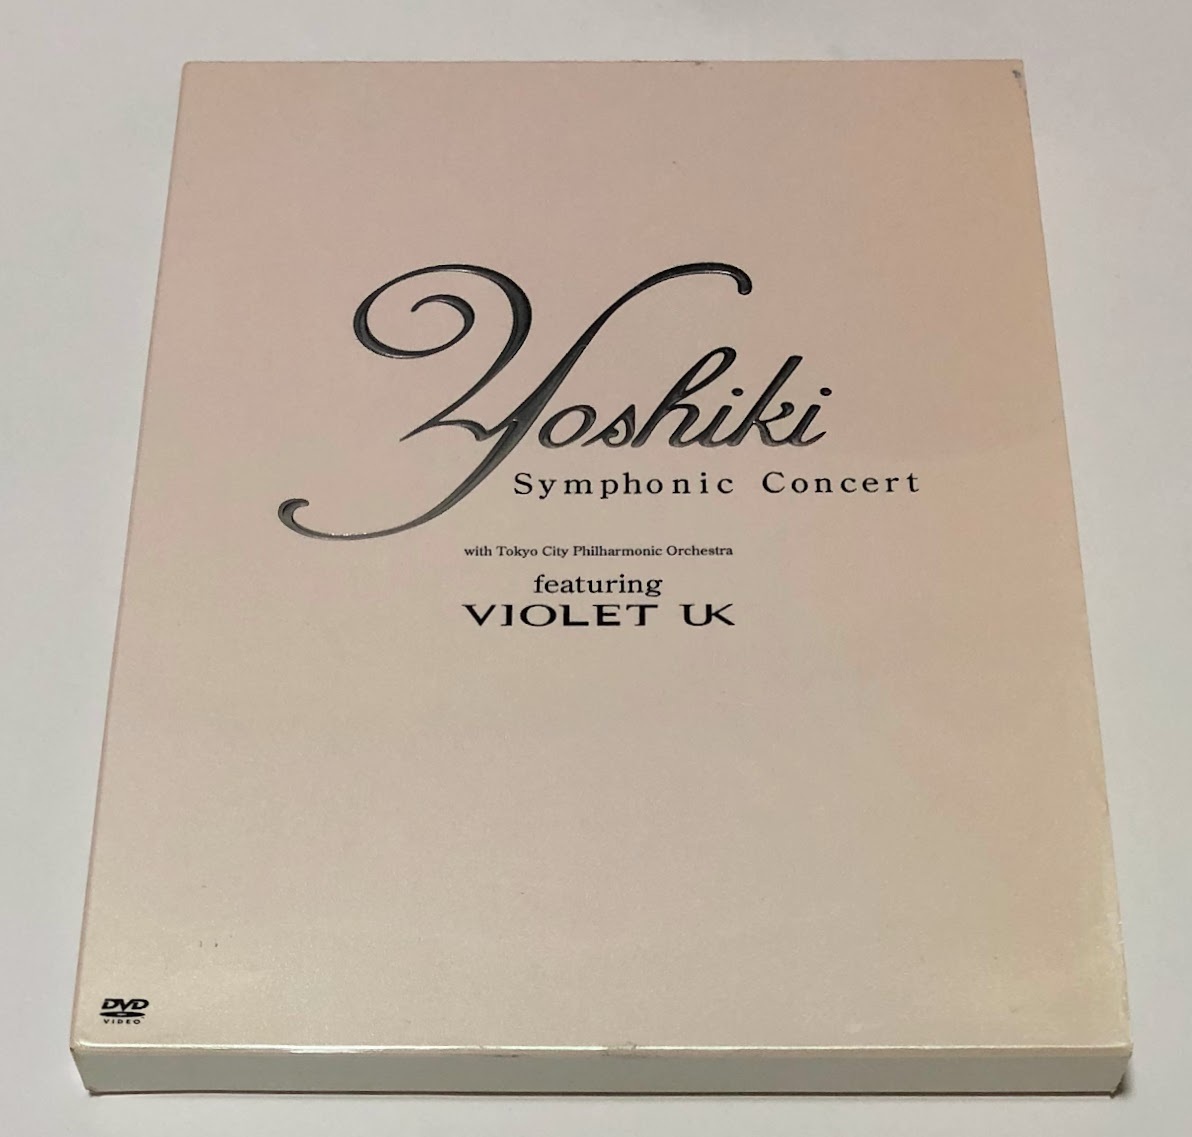 Yoshiki
Symphonic Concert
with Tokyo City Philharmonic Orchestra
featuring
VIOLET UK
DVD
VIDEO